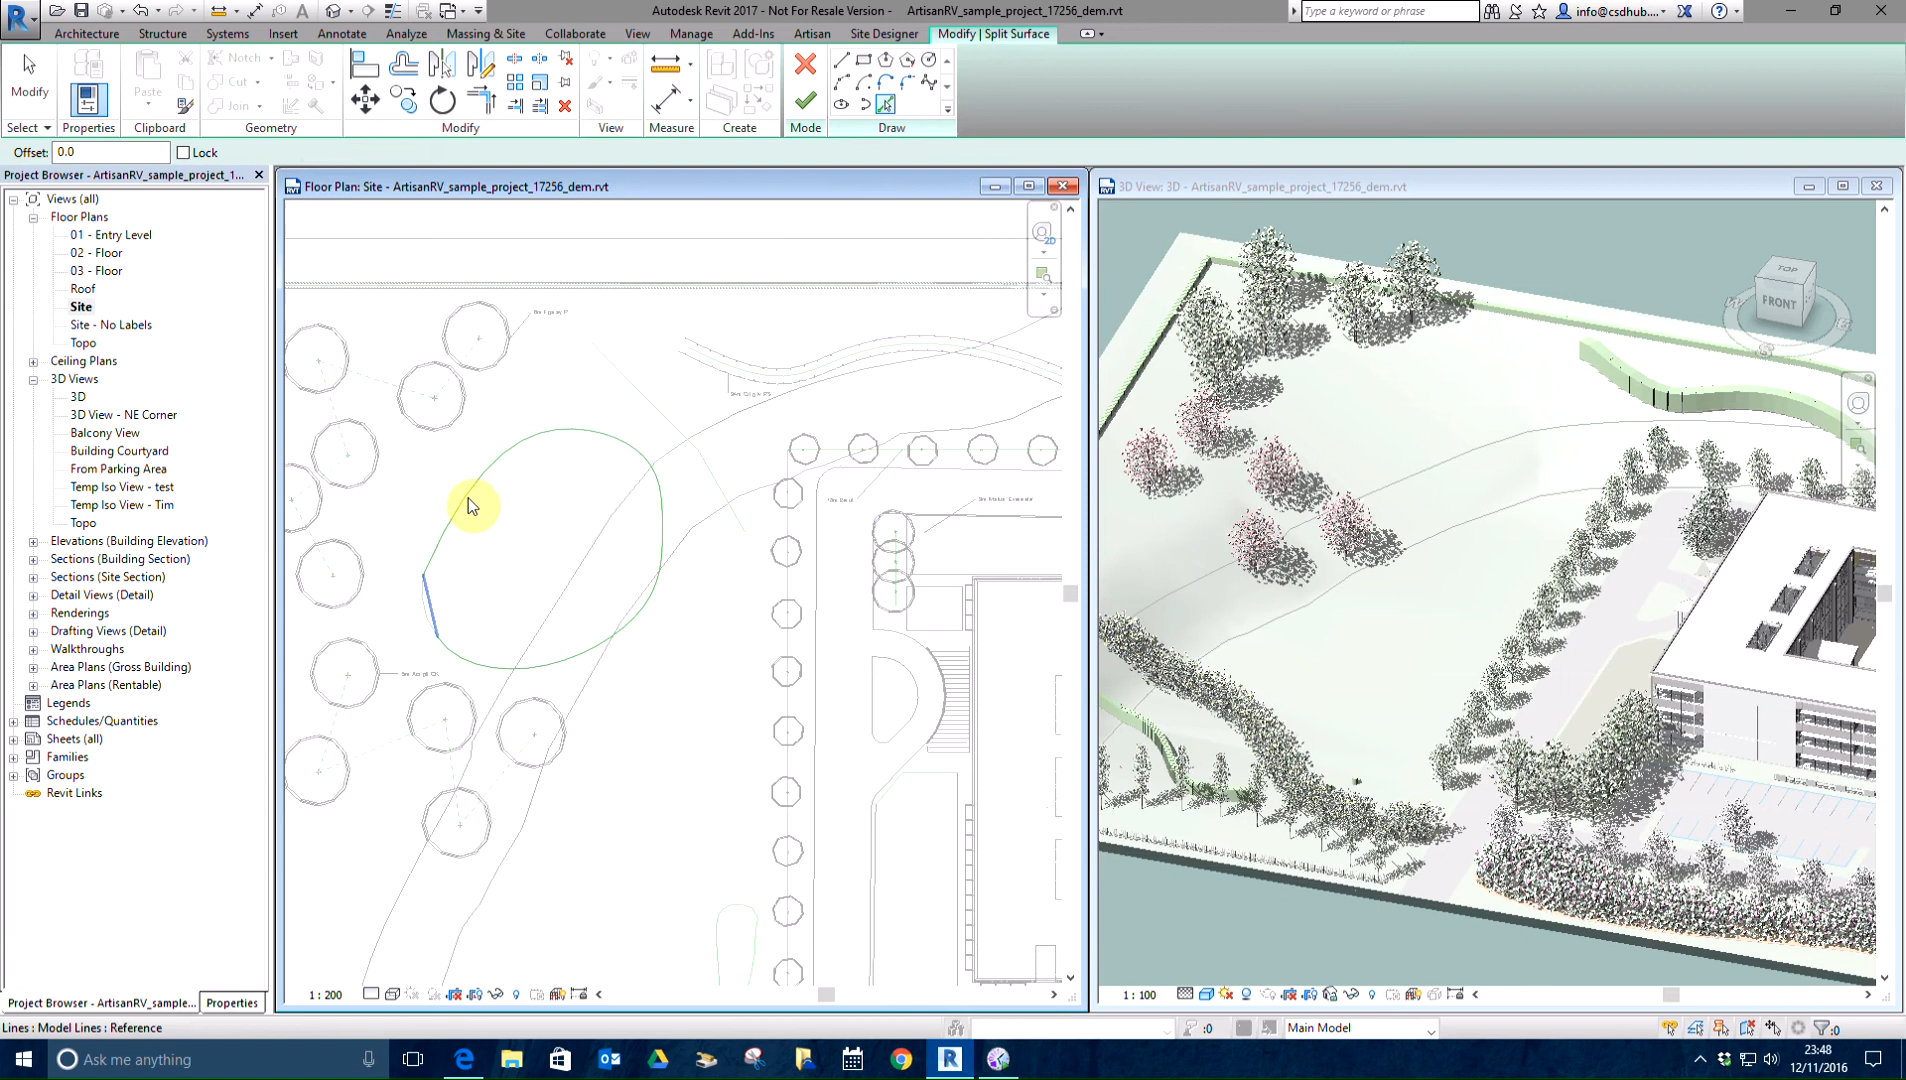 Autodesk Revit 2017 - Not For Resale Version - ArtisanRV_sample_project_17256_dem.rvt
Type a keyword or phrase
info@csdhub....
Architecture Structure Systems Insert Annotate Analyze Massing & Site Collaborate View Manage Add-Ins Artisan Site Designer Modify | Split Surface
Modify
Paste
Notch
Cut
Join
Select Properties Clipboard Geometry Modify View Measure Create Mode Draw
Offset: 0.0 Lock
Project Browser - ArtisanRV_sample_project_1...
Views (all)
Floor Plans
01 - Entry Level
02 - Floor
03 - Floor
Roof
Site
Site - No Labels
Topo
Ceiling Plans
3D Views
3D
3D View - NE Corner
Balcony View
Building Courtyard
From Parking Area
Temp Iso View - test
Temp Iso View - Tim
Topo
Elevations (Building Elevation)
Sections (Building Section)
Sections (Site Section)
Detail Views (Detail)
Renderings
Drafting Views (Detail)
Walkthroughs
Area Plans (Gross Building)
Area Plans (Rentable)
Legends
Schedules/Quantities
Sheets (all)
Families
Groups
Revit Links
Project Browser - ArtisanRV_sample...
Properties
Floor Plan: Site - ArtisanRV_sample_project_17256_dem.rvt
2D
1 : 200
3D View: 3D - ArtisanRV_sample_project_17256_dem.rvt
TOP
FRONT
1 : 100
Lines : Model Lines : Reference
:0
Main Model
:0
Ask me anything
23:48
12/11/2016